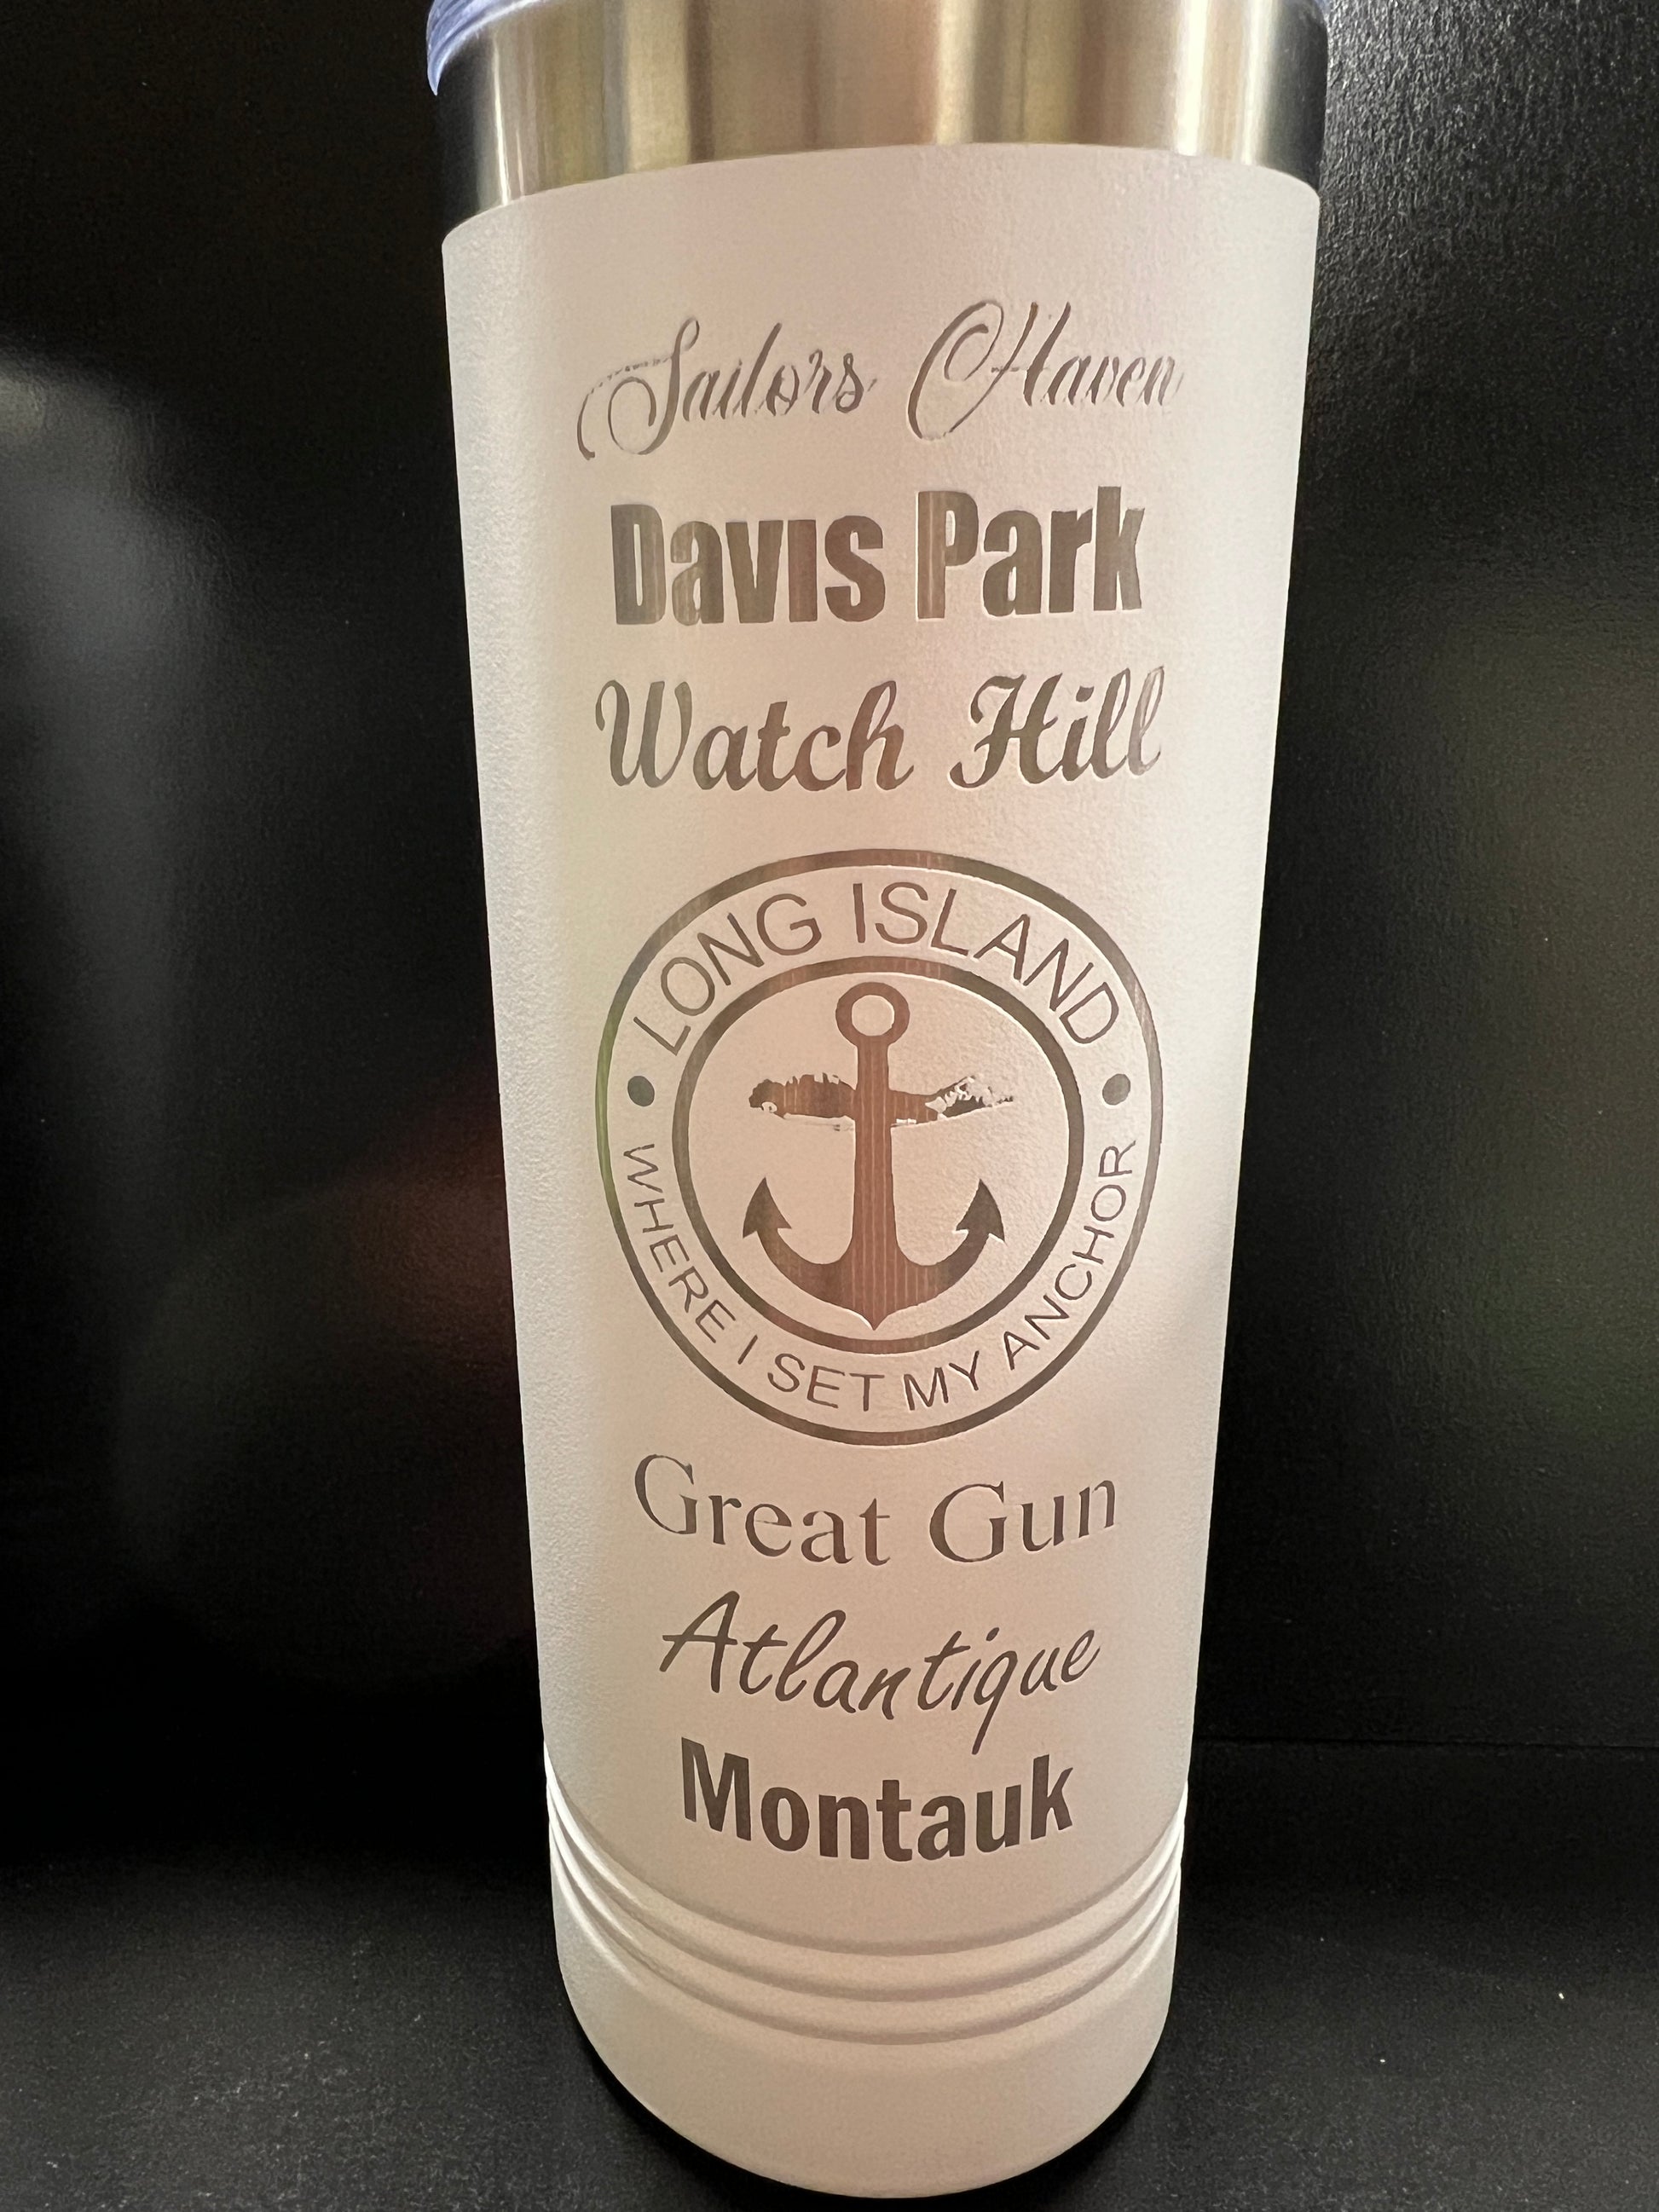 Sailors Haven
Davis Park
Watch Hill
LONG ISLAND
WHERE I SET MY ANCHOR
Great Gun
Atlantique
Montauk